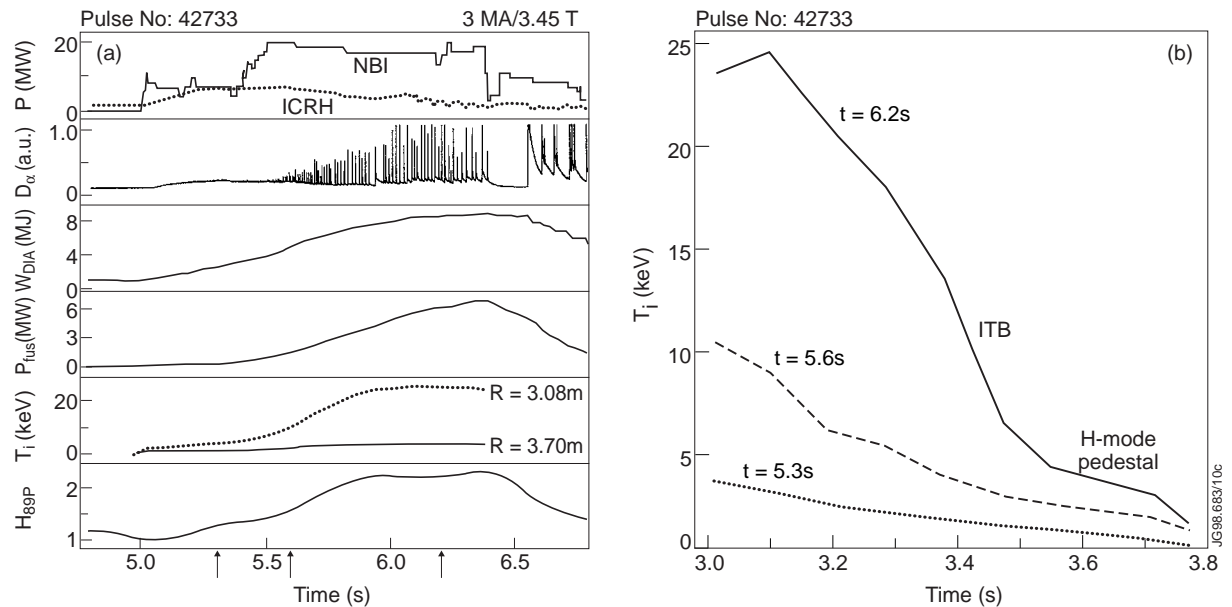 Pulse No: 42733 3 MA/3.45 T
(a)
P (MW)
20
0
NBI
ICRH
Dα (a.u.)
1.0
0
WDIA (MJ)
8
4
0
Pfus (MW)
6
3
0
Ti (keV)
20
0
R = 3.08m
R = 3.70m
H89P
2
1
5.0 5.5 6.0 6.5
Time (s)
Pulse No: 42733
(b)
Ti (keV)
25
20
15
10
5
0
t = 6.2s
ITB
t = 5.6s
H-mode
pedestal
t = 5.3s
3.0 3.2 3.4 3.6 3.8
Time (s)
JG98.683/10c